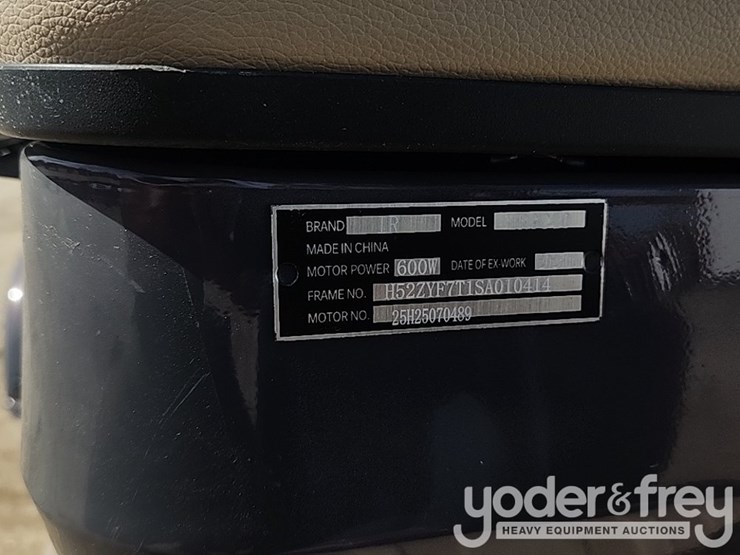 BRAND
MODEL
MADE IN CHINA
MOTOR POWER 600W DATE OF EX-WORK
FRAME NO. H52ZYF7T1SA010414
MOTOR NO. 25H25070489
yoder&frey
HEAVY EQUIPMENT AUCTIONS